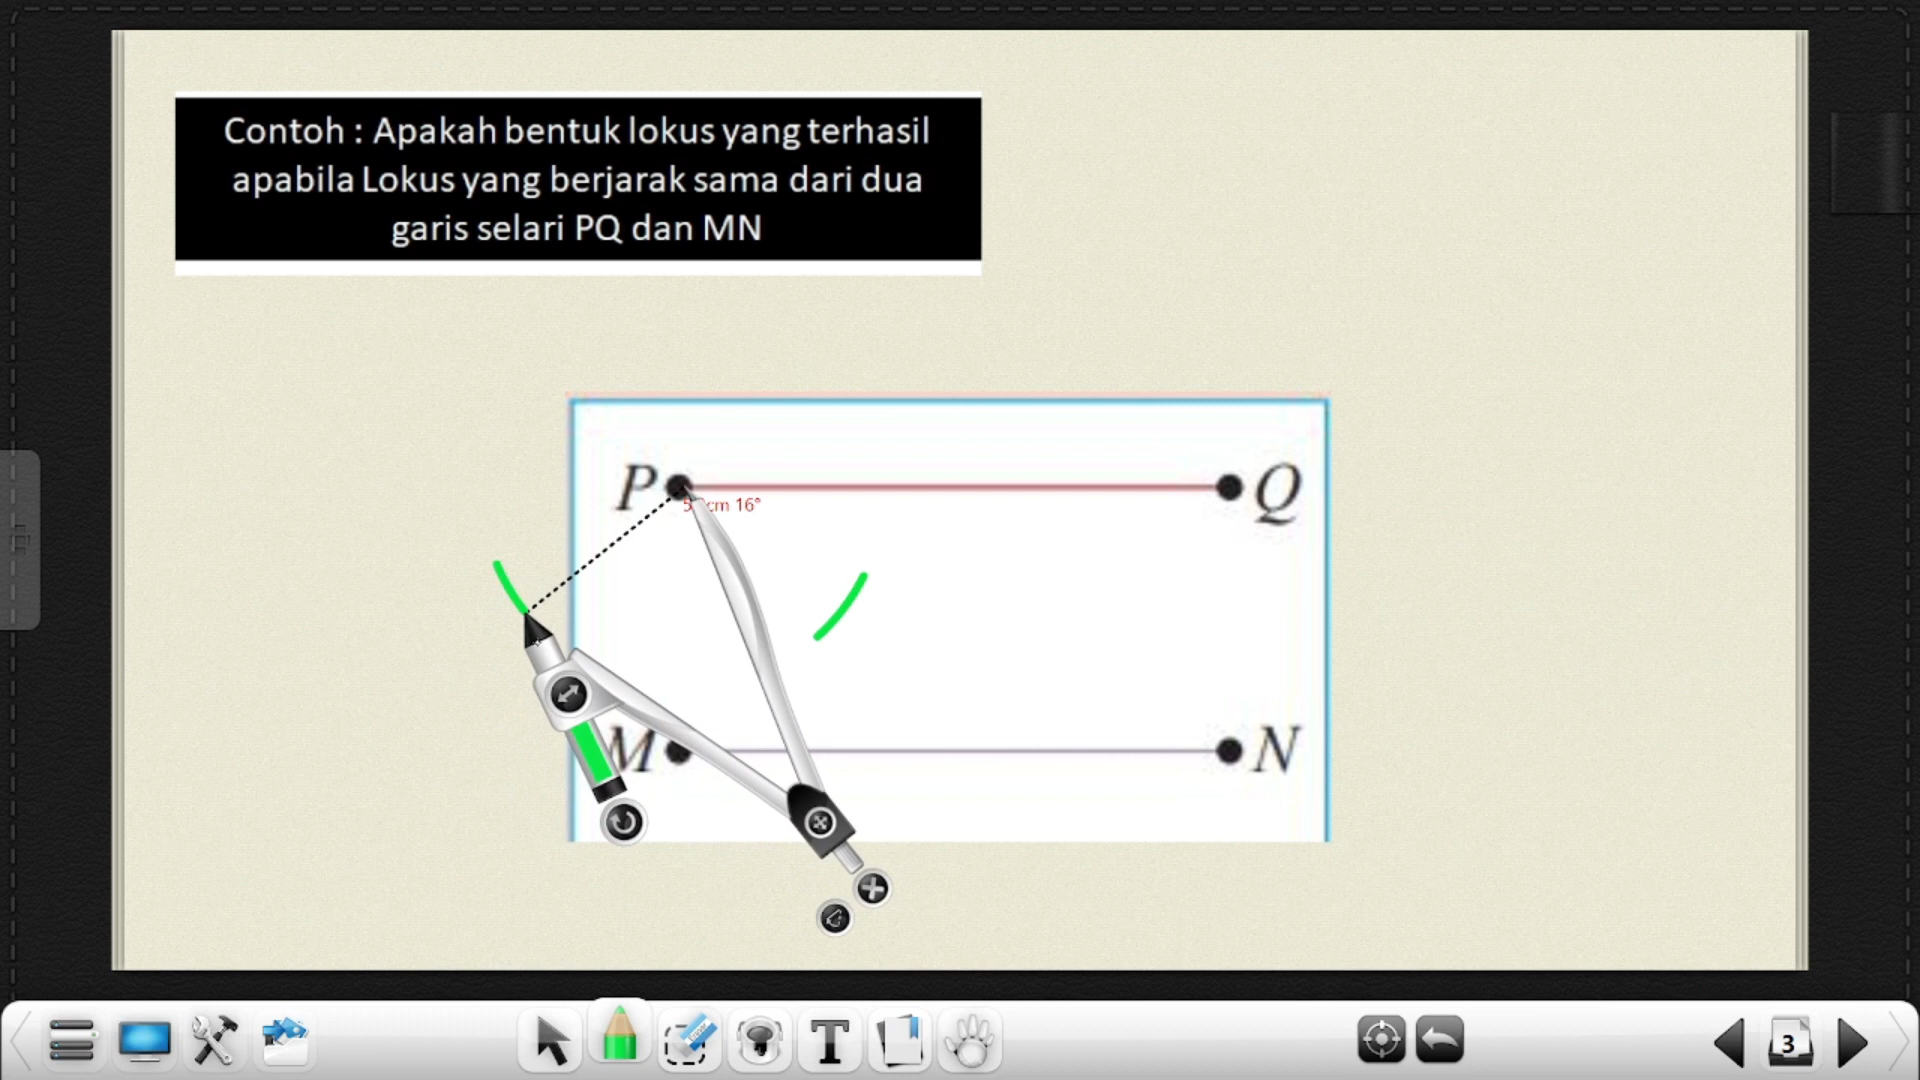 Contoh : Apakah bentuk lokus yang terhasil
apabila Lokus yang berjarak sama dari dua
garis selari PQ dan MN
P
Q
cm 16°
M
N
T
3